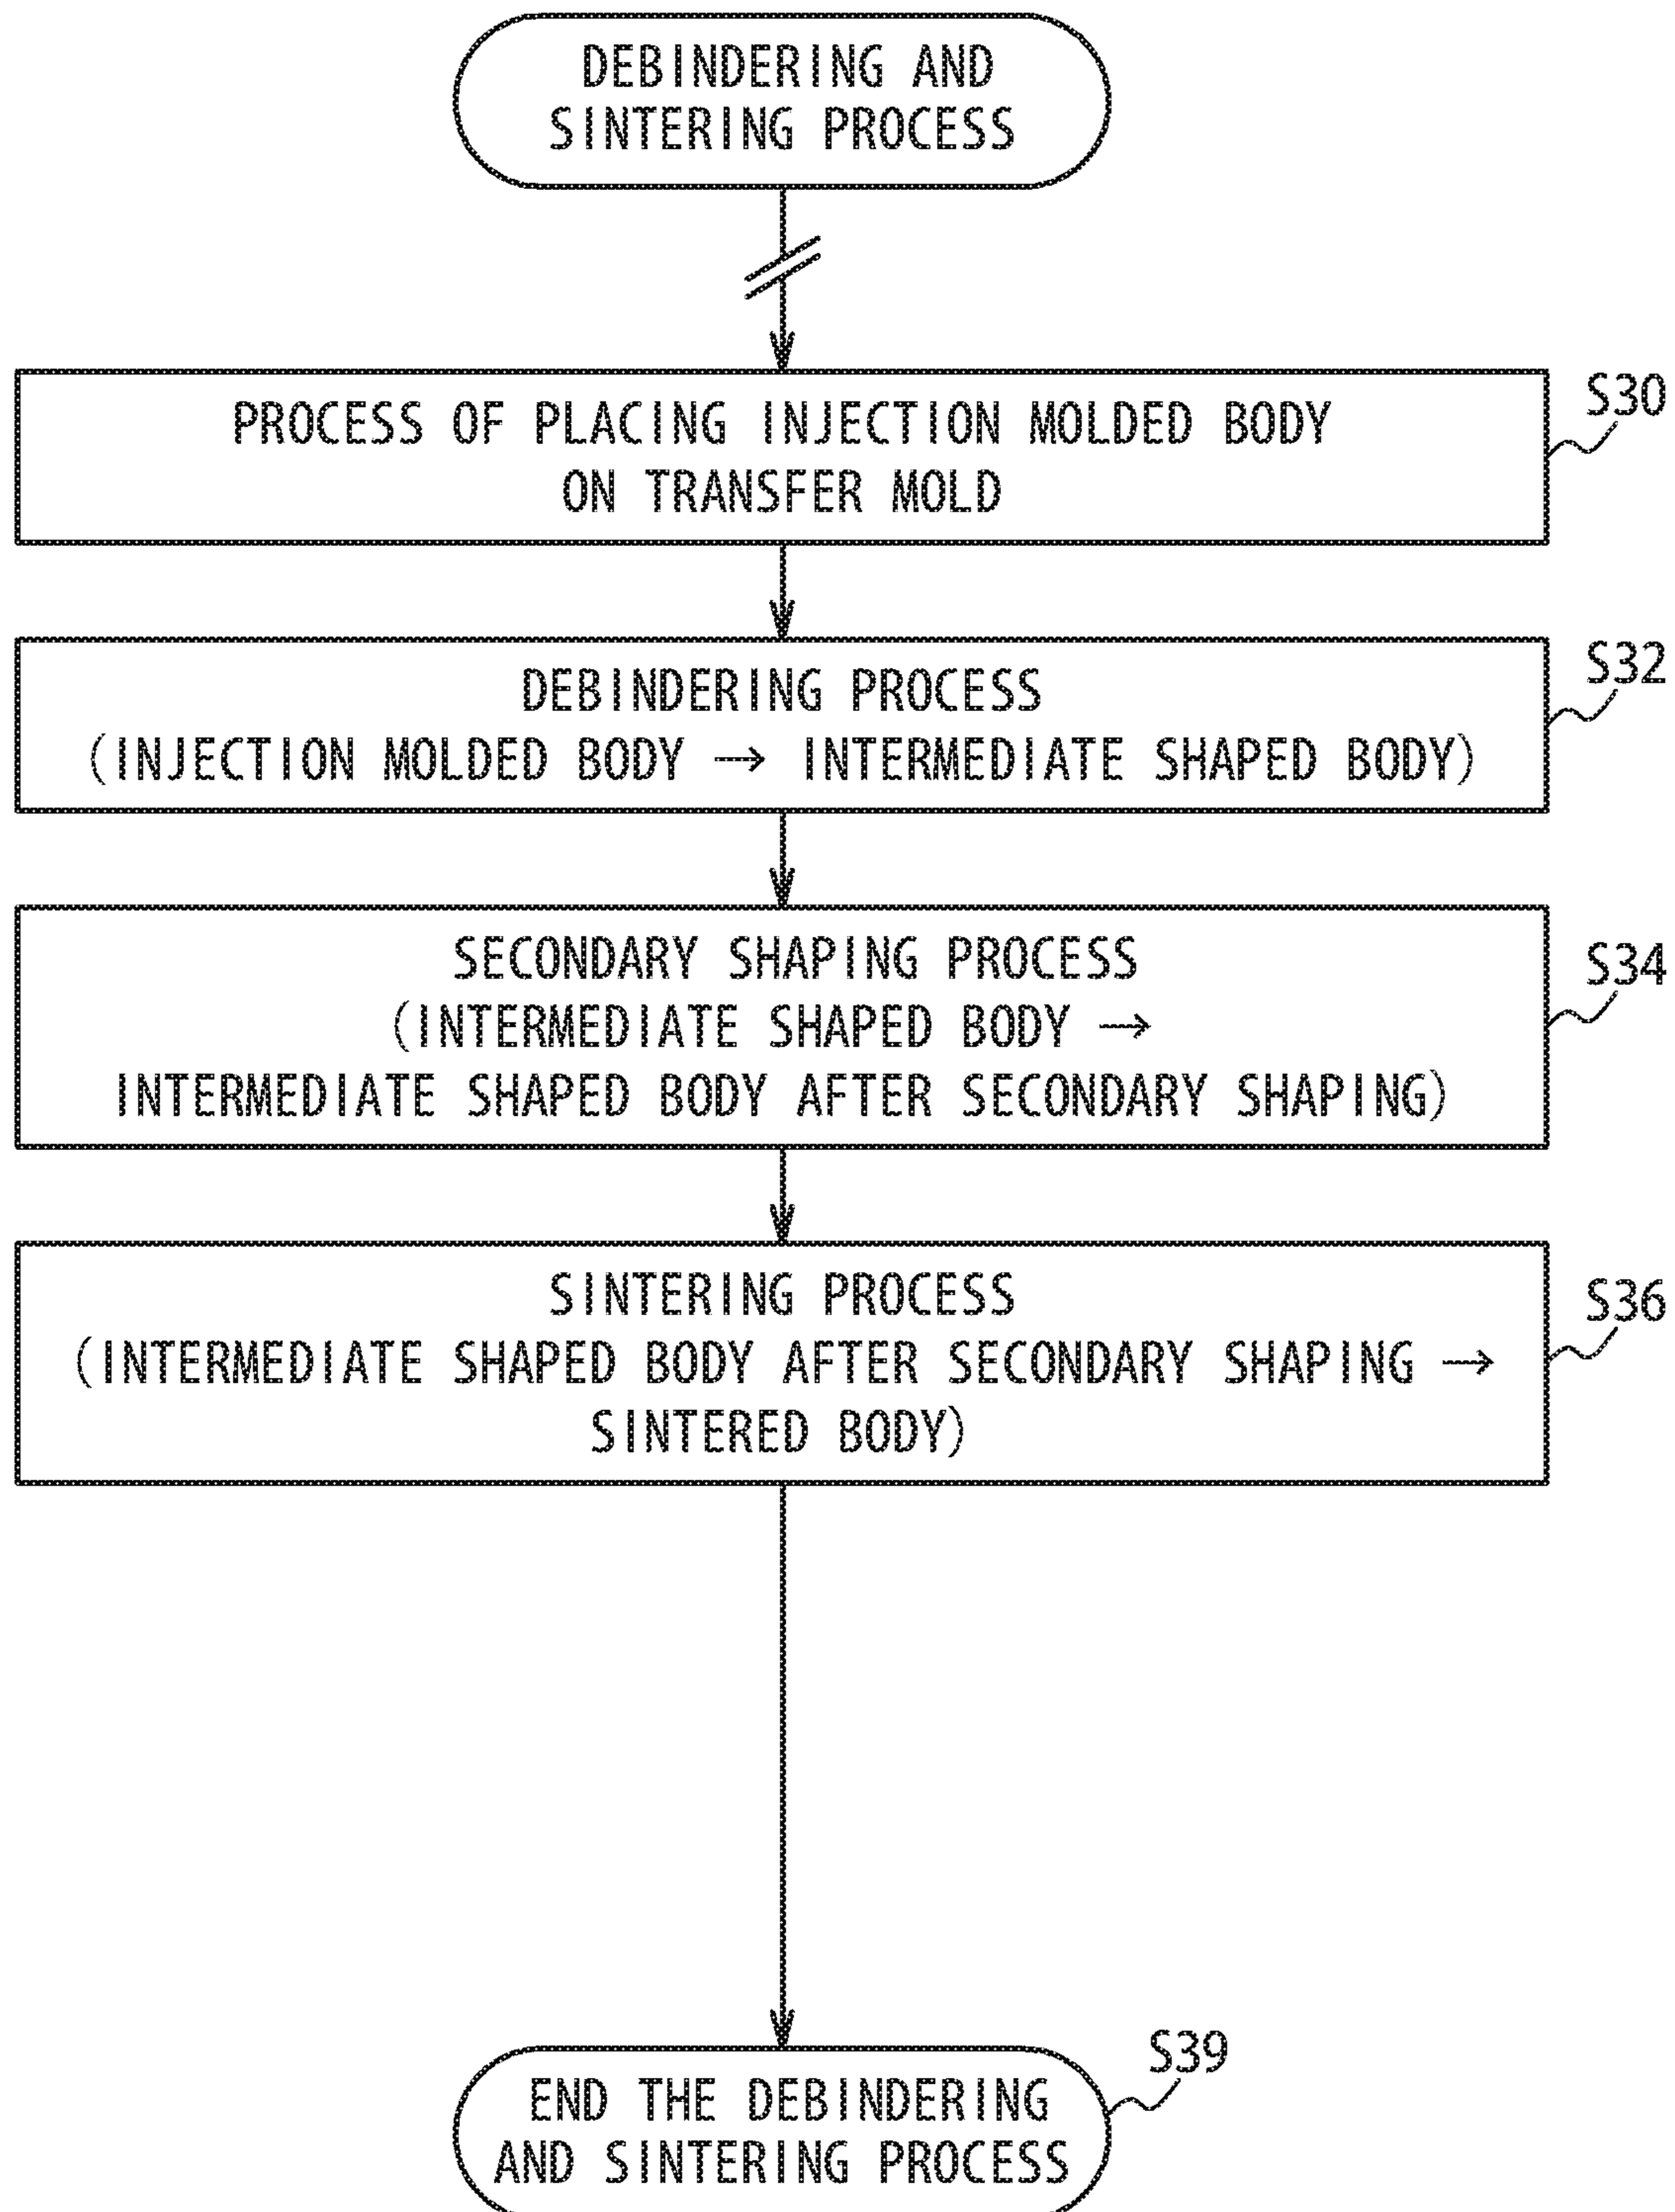 DEBINDERING AND
SINTERING PROCESS
PROCESS OF PLACING INJECTION MOLDED BODY
ON TRANSFER MOLD
S30
DEBINDERING PROCESS
(INJECTION MOLDED BODY → INTERMEDIATE SHAPED BODY)
S32
SECONDARY SHAPING PROCESS
(INTERMEDIATE SHAPED BODY →
INTERMEDIATE SHAPED BODY AFTER SECONDARY SHAPING)
S34
SINTERING PROCESS
(INTERMEDIATE SHAPED BODY AFTER SECONDARY SHAPING →
SINTERED BODY)
S36
END THE DEBINDERING
AND SINTERING PROCESS
S39